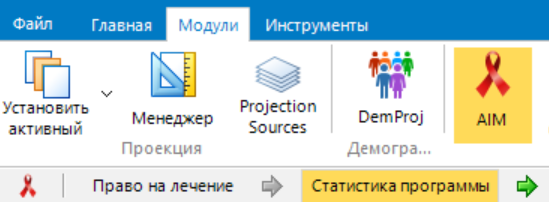 Файл Главная Модули Инструменты
Установить активный
Менеджер
Projection Sources
DemProj
AIM
Проекция
Демогра...
Право на лечение
Статистика программы